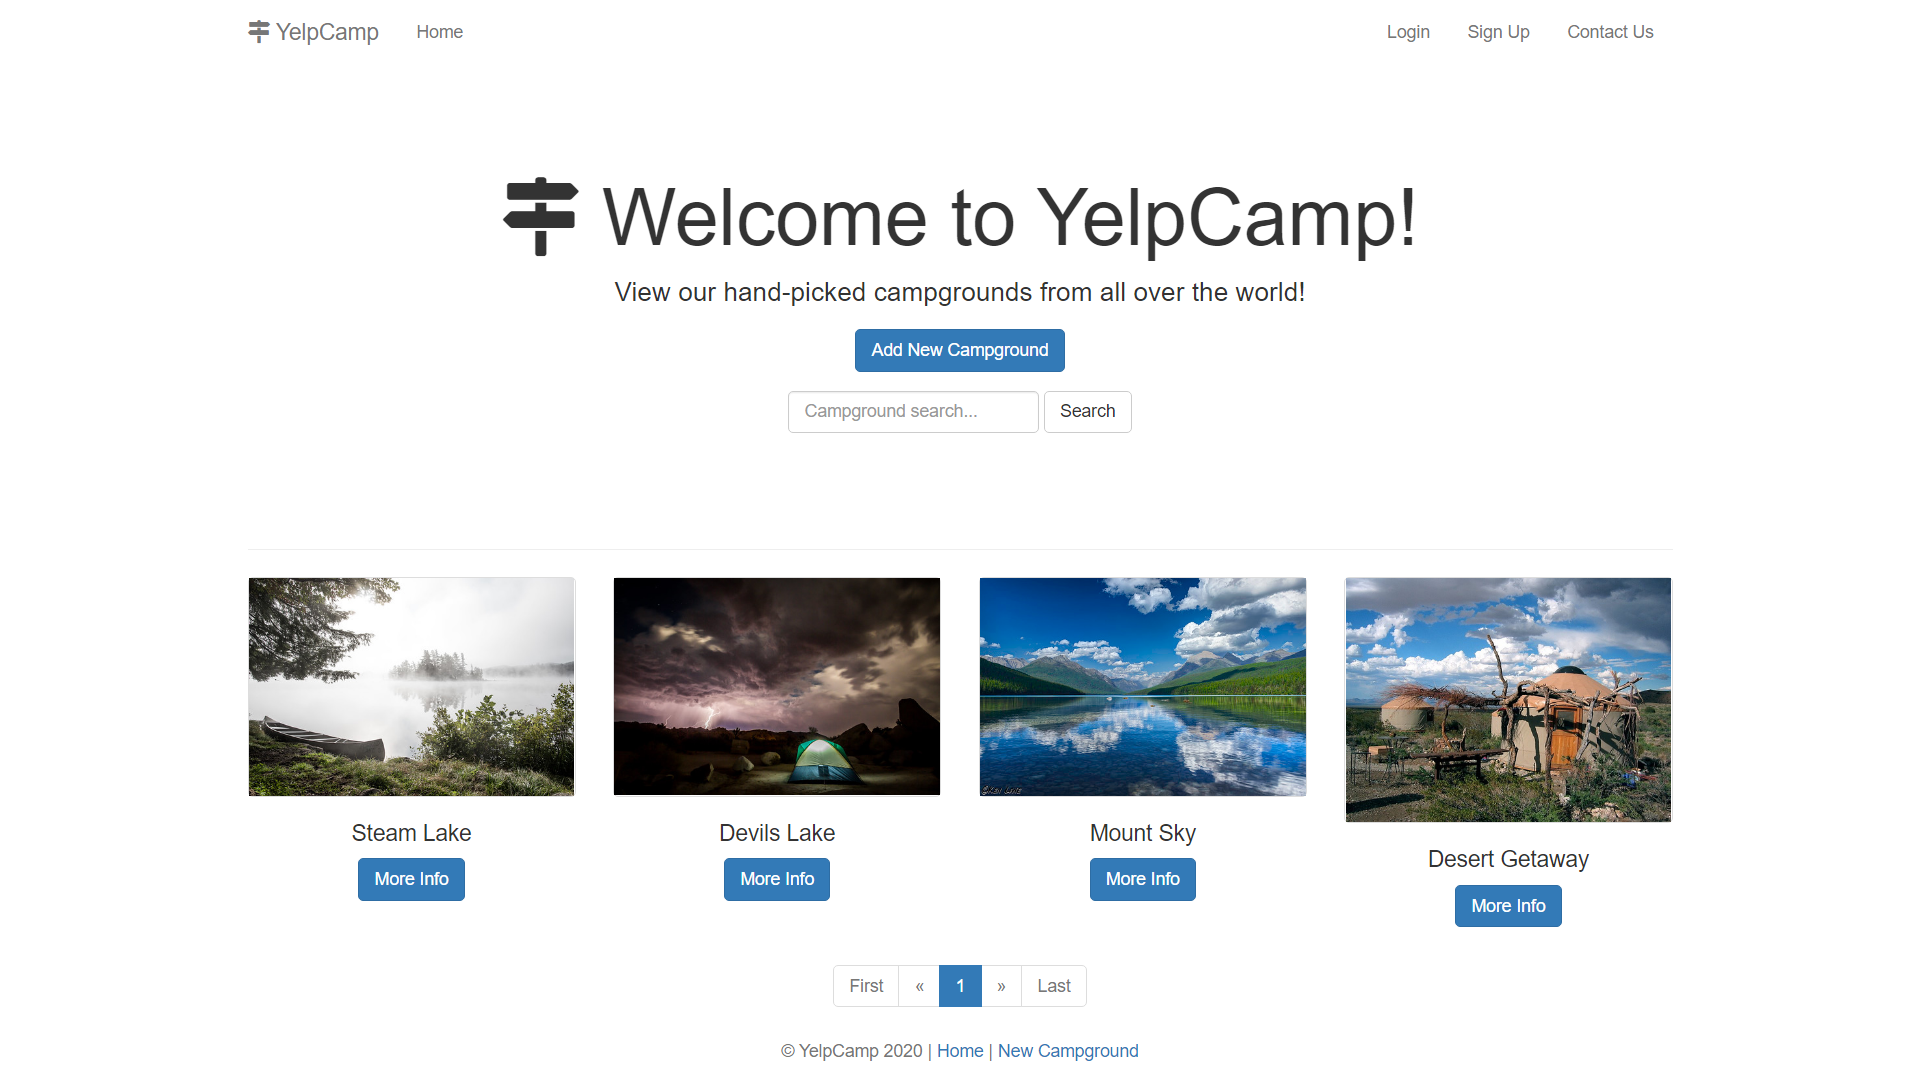 YelpCamp Home Login Sign Up Contact Us
Welcome to YelpCamp!
View our hand-picked campgrounds from all over the world!
Add New Campground
Campground search... Search
Steam Lake
More Info
Devils Lake
More Info
Mount Sky
More Info
Desert Getaway
More Info
First « 1 » Last
© YelpCamp 2020 | Home | New Campground